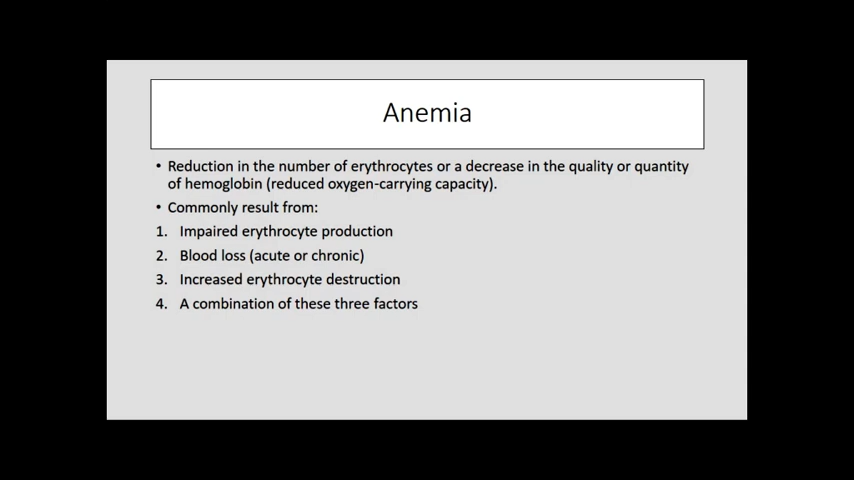 Anemia
• Reduction in the number of erythrocytes or a decrease in the quality or quantity
of hemoglobin (reduced oxygen-carrying capacity).
• Commonly result from:
1. Impaired erythrocyte production
2. Blood loss (acute or chronic)
3. Increased erythrocyte destruction
4. A combination of these three factors